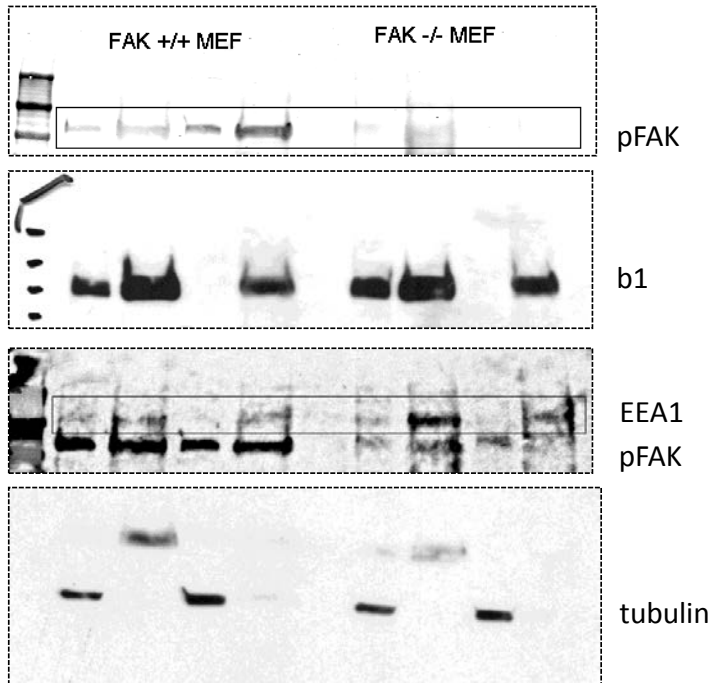 FAK +/+ MEF FAK -/- MEF
pFAK
b1
EEA1
pFAK
tubulin